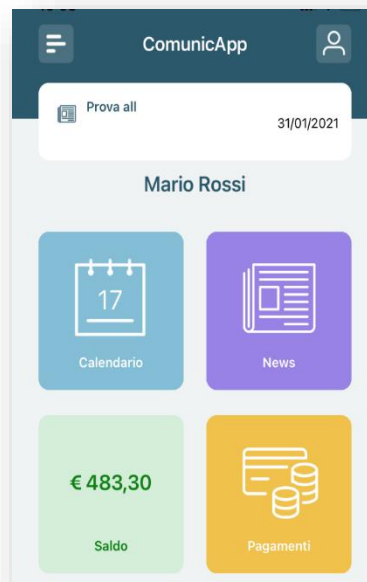 ComunicApp
Prova all
31/01/2021
Mario Rossi
17
Calendario
News
€ 483,30
Saldo
Pagamenti